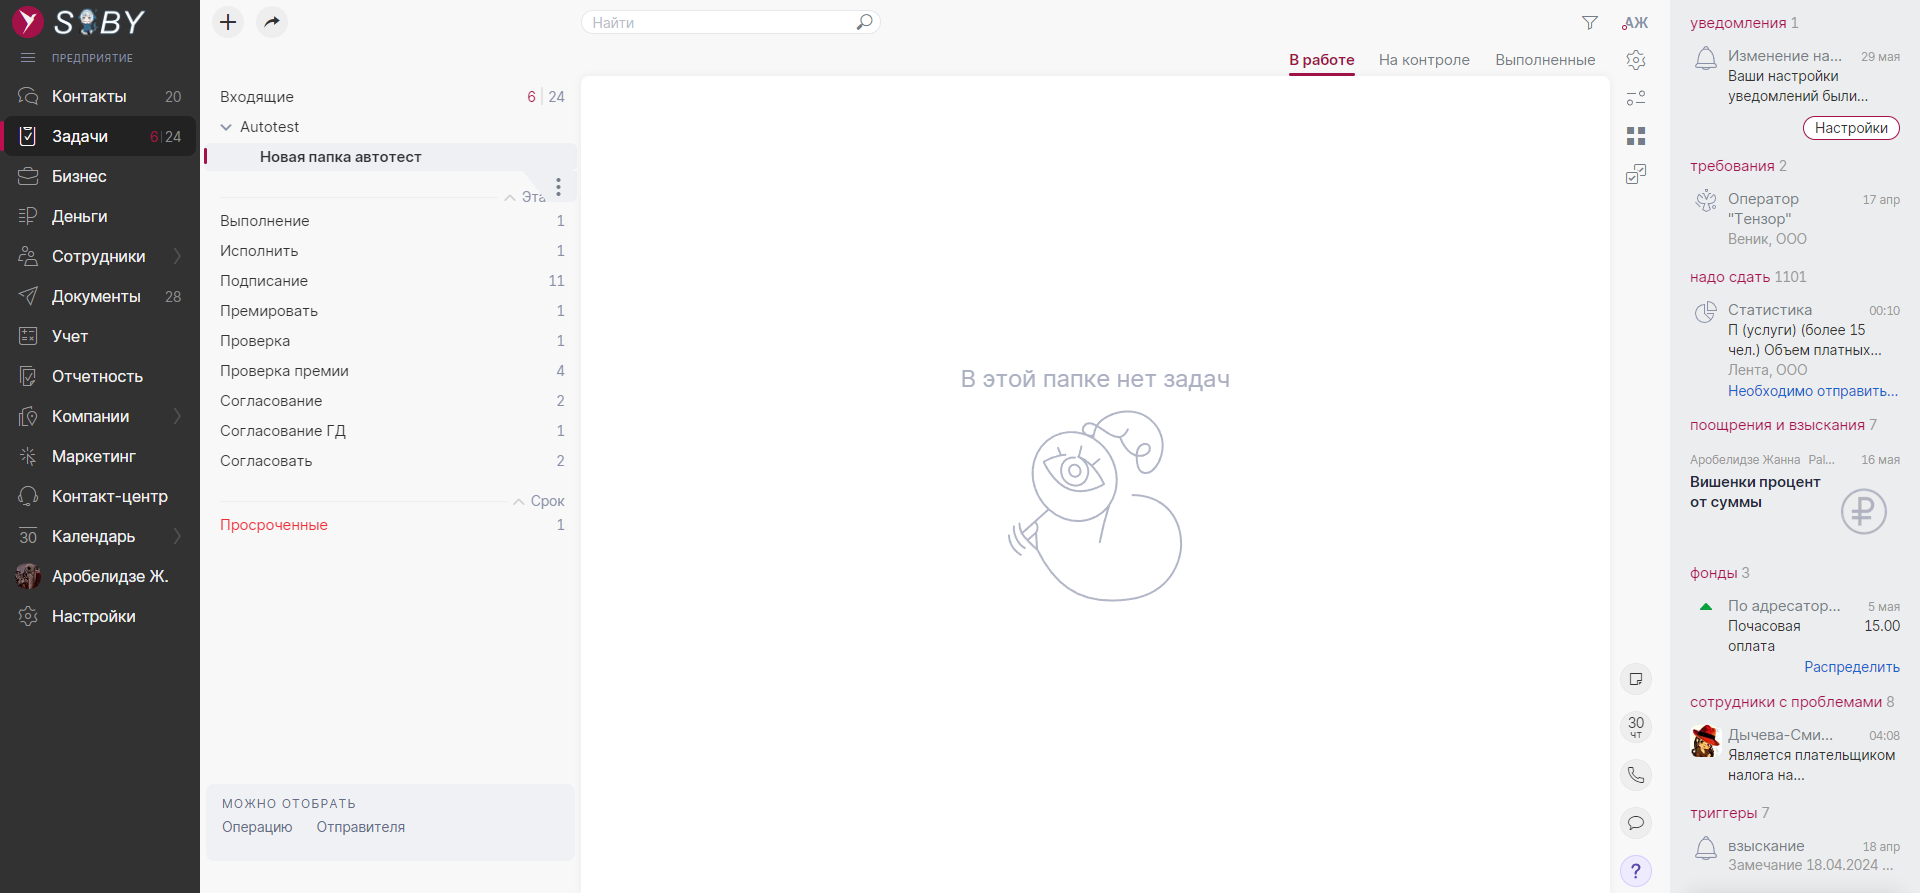 SBY
ПРЕДПРИЯТИЕ
Контакты 20
Задачи 6 24
Бизнес
Деньги
Сотрудники
Документы 28
Учет
Отчетность
Компании
Маркетинг
Контакт-центр
30 Календарь
Аробелидзе Ж.
Настройки
Найти
АЖ
В работе На контроле Выполненные
Входящие 6 24
Autotest
Новая папка автотест
Эта
Выполнение 1
Исполнить 1
Подписание 11
Премировать 1
Проверка 1
Проверка премии 4
Согласование 2
Согласование ГД 1
Согласовать 2
Срок
Просроченные 1
МОЖНО ОТОБРАТЬ
Операцию Отправителя
В этой папке нет задач
30
чт
?
уведомления 1
Изменение на... 29 мая
Ваши настройки
уведомлений были...
Настройки
требования 2
Оператор 17 апр
"Тензор"
Веник, ООО
надо сдать 1101
Статистика 00:10
П (услуги) (более 15
чел.) Объем платных...
Лента, ООО
Необходимо отправить...
поощрения и взыскания 7
Аробелидзе Жанна Pal... 16 мая
Вишенки процент
от суммы
фонды 3
По адресатор... 5 мая
Почасовая 15.00
оплата
Распределить
сотрудники с проблемами 8
Дычева-Сми... 04:08
Является плательщиком
налога на...
триггеры 7
взыскание 18 апр
Замечание 18.04.2024 ...